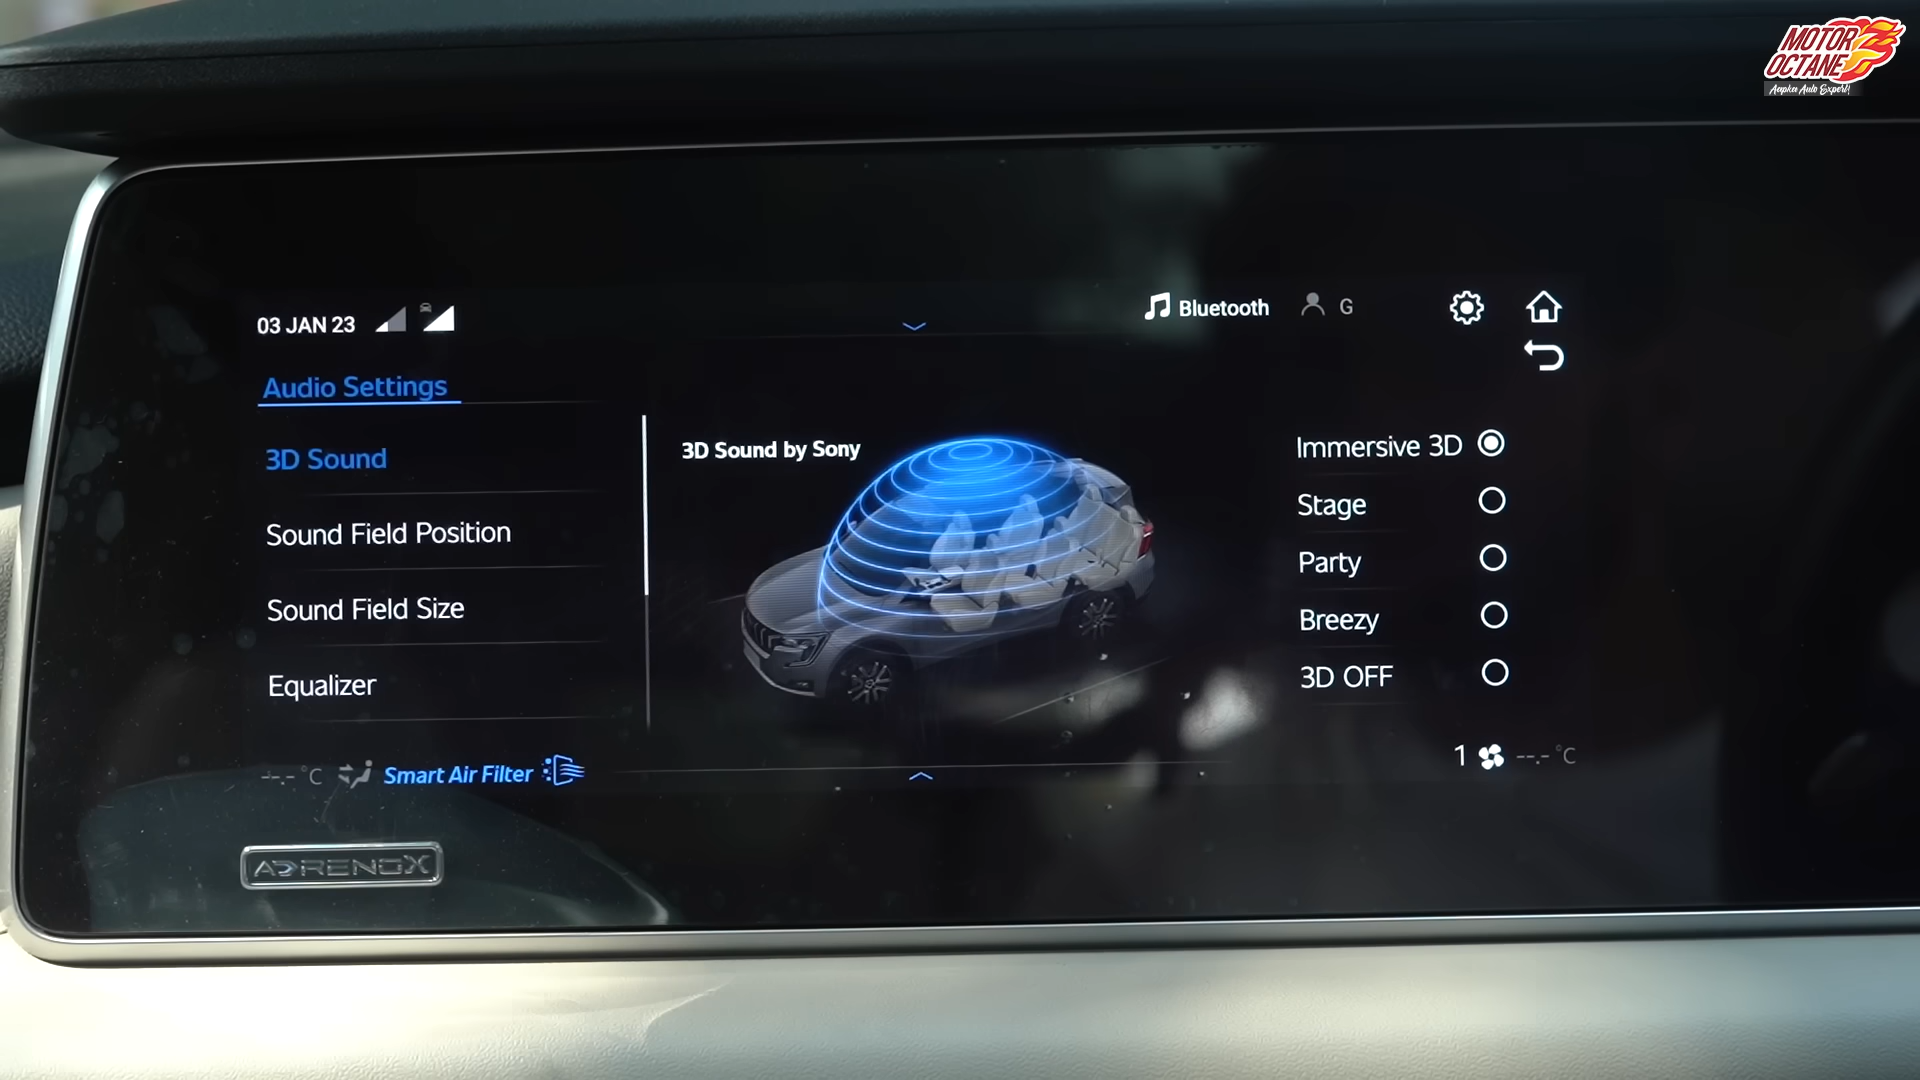 MOTOR
OCTANE
Aapka Auto Expert!
03 JAN 23
Bluetooth
G
Audio Settings
3D Sound
Sound Field Position
Sound Field Size
Equalizer
3D Sound by Sony
Immersive 3D
Stage
Party
Breezy
3D OFF
--.- °C
Smart Air Filter
1
--.- °C
ADRENOX